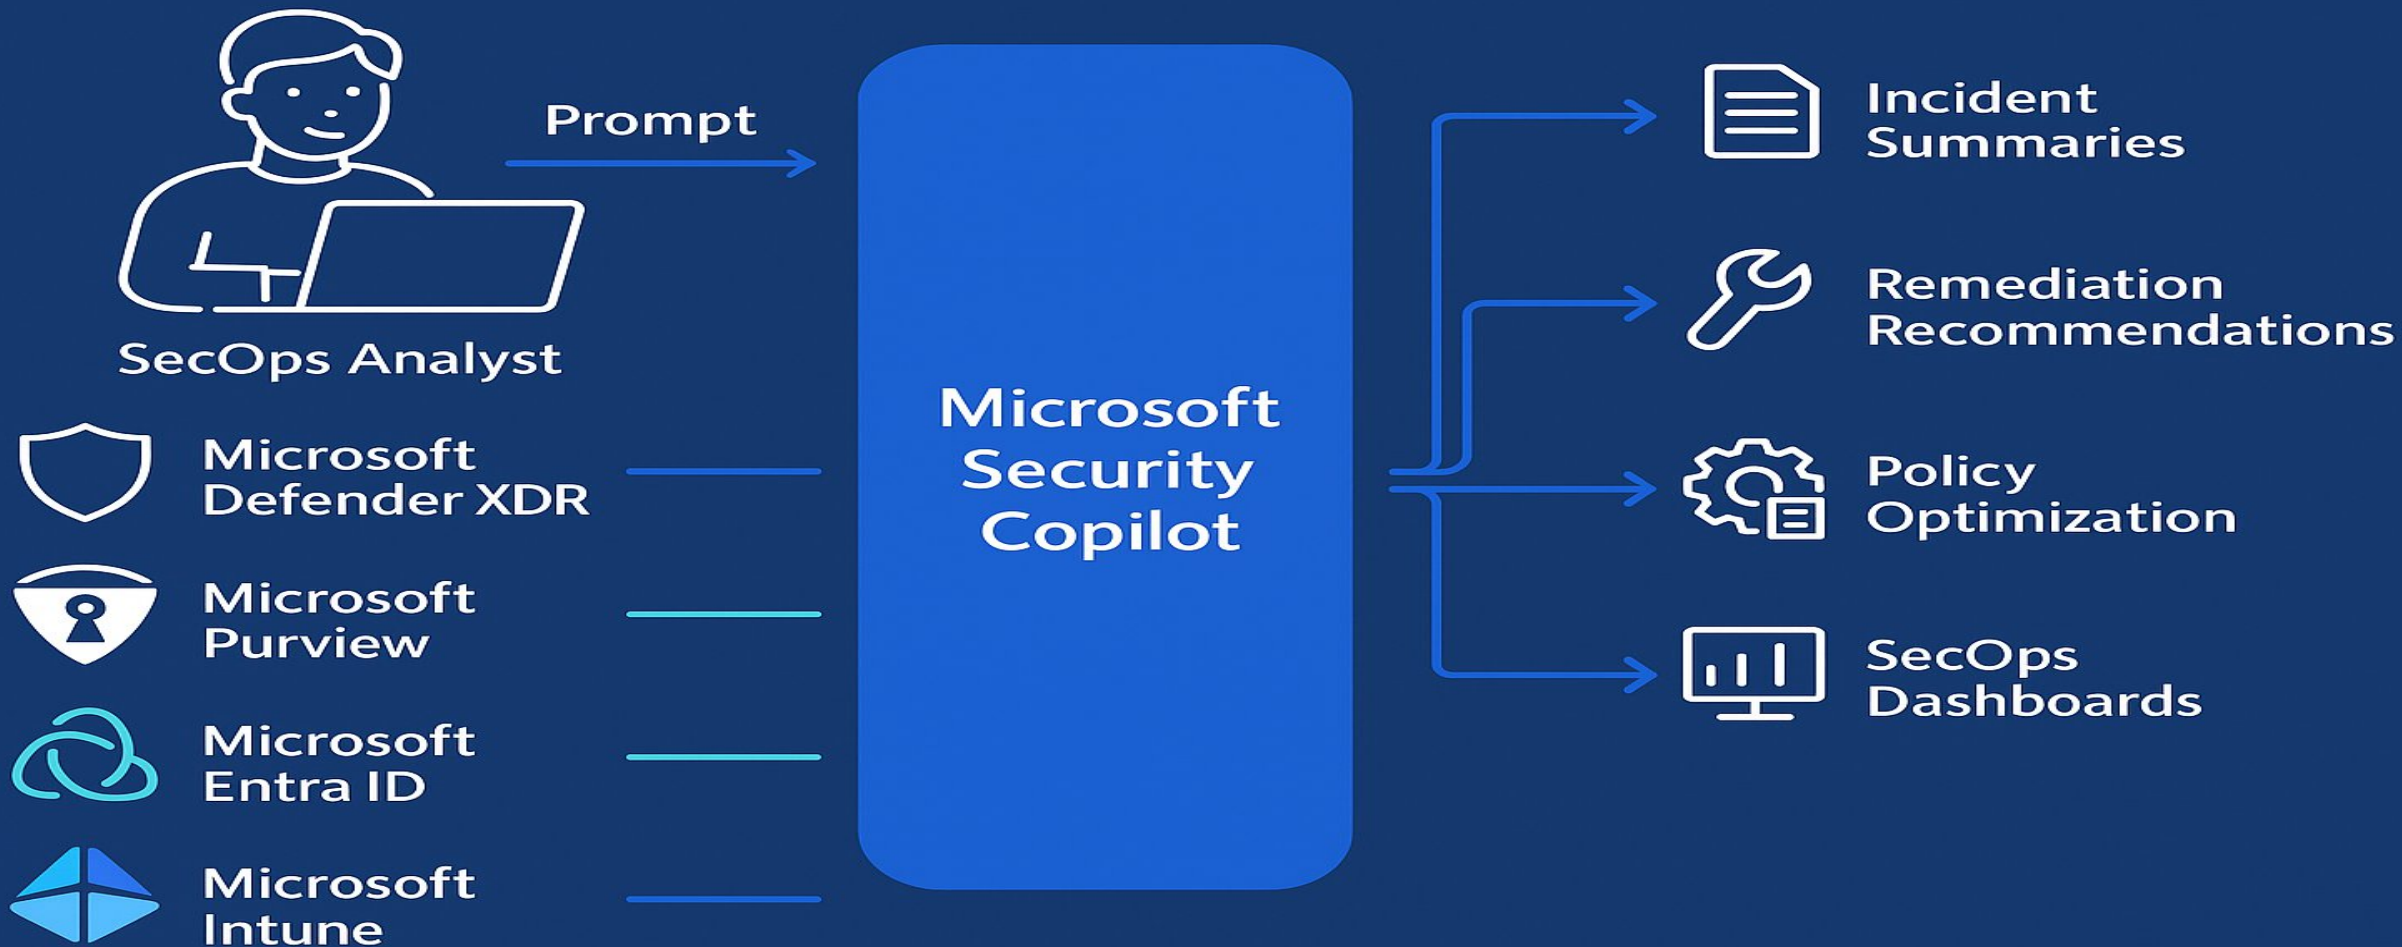 Prompt
SecOps Analyst
Microsoft
Defender XDR
Microsoft
Purview
Microsoft
Entra ID
Microsoft
Intune
Microsoft
Security
Copilot
Incident
Summaries
Remediation
Recommendations
Policy
Optimization
SecOps
Dashboards